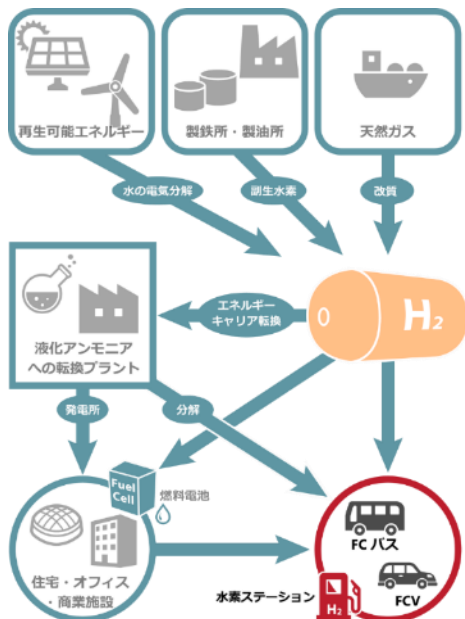 再生可能エネルギー
製鉄所・製油所
天然ガス
水の電気分解
副生水素
改質
エネルギー
キャリア転換
H2
液化アンモニア
への転換プラント
発電所
分解
Fuel
Cell
燃料電池
FC バス
住宅・オフィス
・商業施設
水素ステーション
H2
FCV